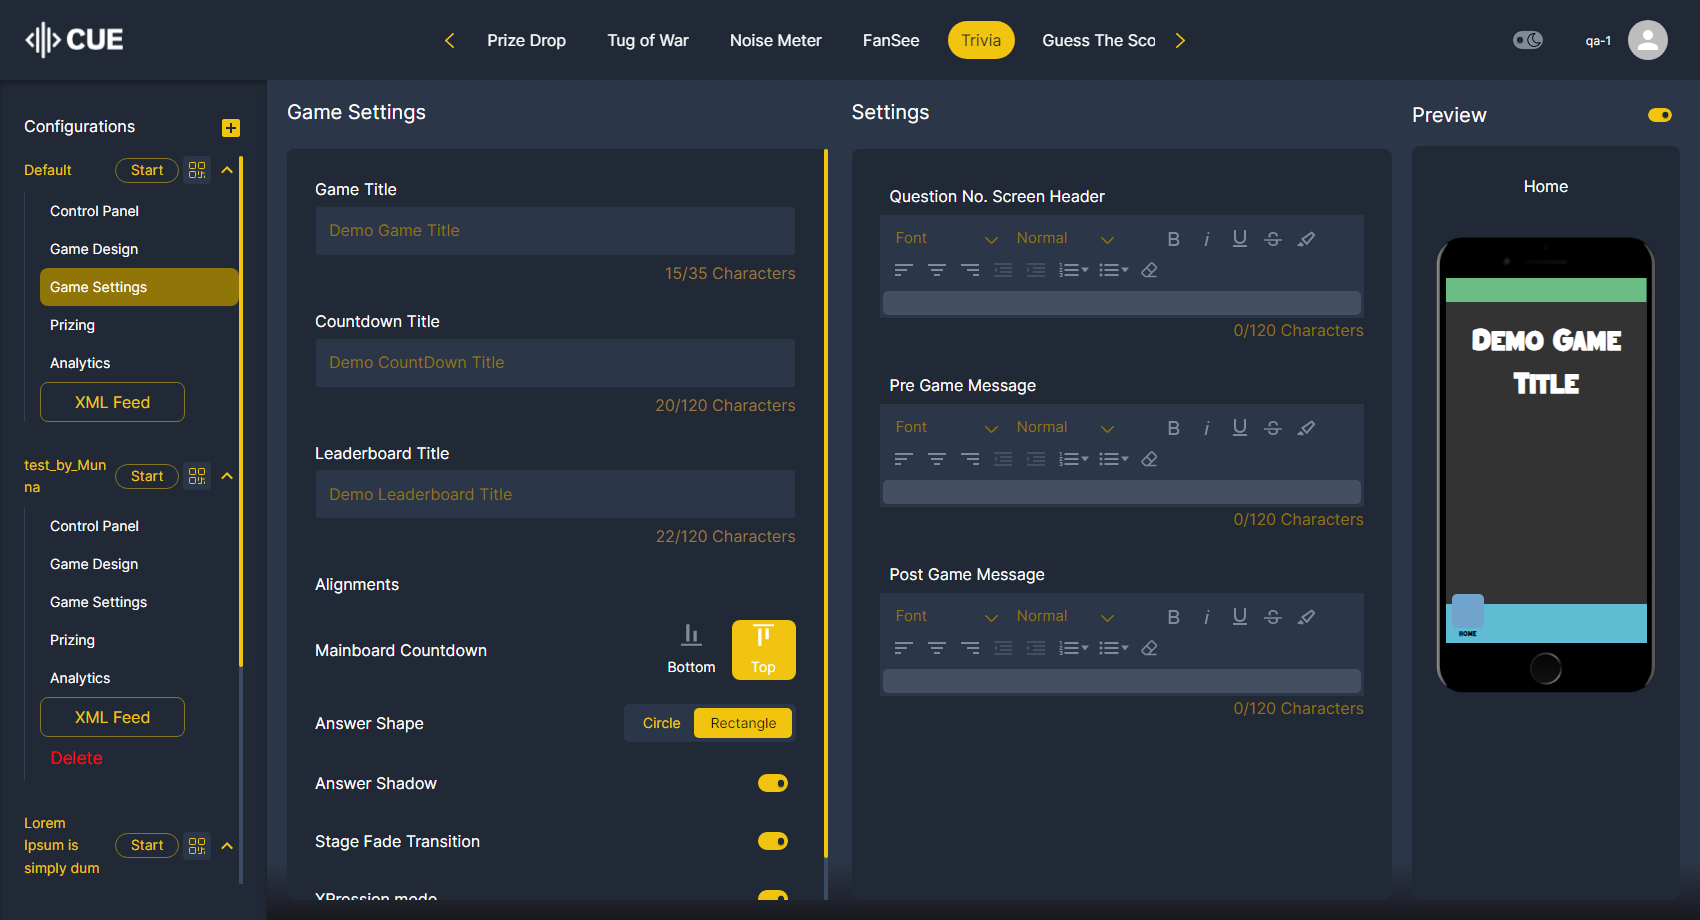 CUE
Prize Drop
Tug of War
Noise Meter
FanSee
Trivia
Guess The Sco
qa-1
Configurations
Default
Start
Control Panel
Game Design
Game Settings
Prizing
Analytics
XML Feed
test_by_Mun
na
Start
Control Panel
Game Design
Game Settings
Prizing
Analytics
XML Feed
Delete
Lorem
Ipsum is
simply dum
Start
Game Settings
Game Title
Demo Game Title
15/35 Characters
Countdown Title
Demo CountDown Title
20/120 Characters
Leaderboard Title
Demo Leaderboard Title
22/120 Characters
Alignments
Mainboard Countdown
Bottom
Top
Answer Shape
Circle
Rectangle
Answer Shadow
Stage Fade Transition
XPression mode
Settings
Question No. Screen Header
Font
Normal
0/120 Characters
Pre Game Message
Font
Normal
0/120 Characters
Post Game Message
Font
Normal
0/120 Characters
Preview
Home
Demo Game
Title
HOME